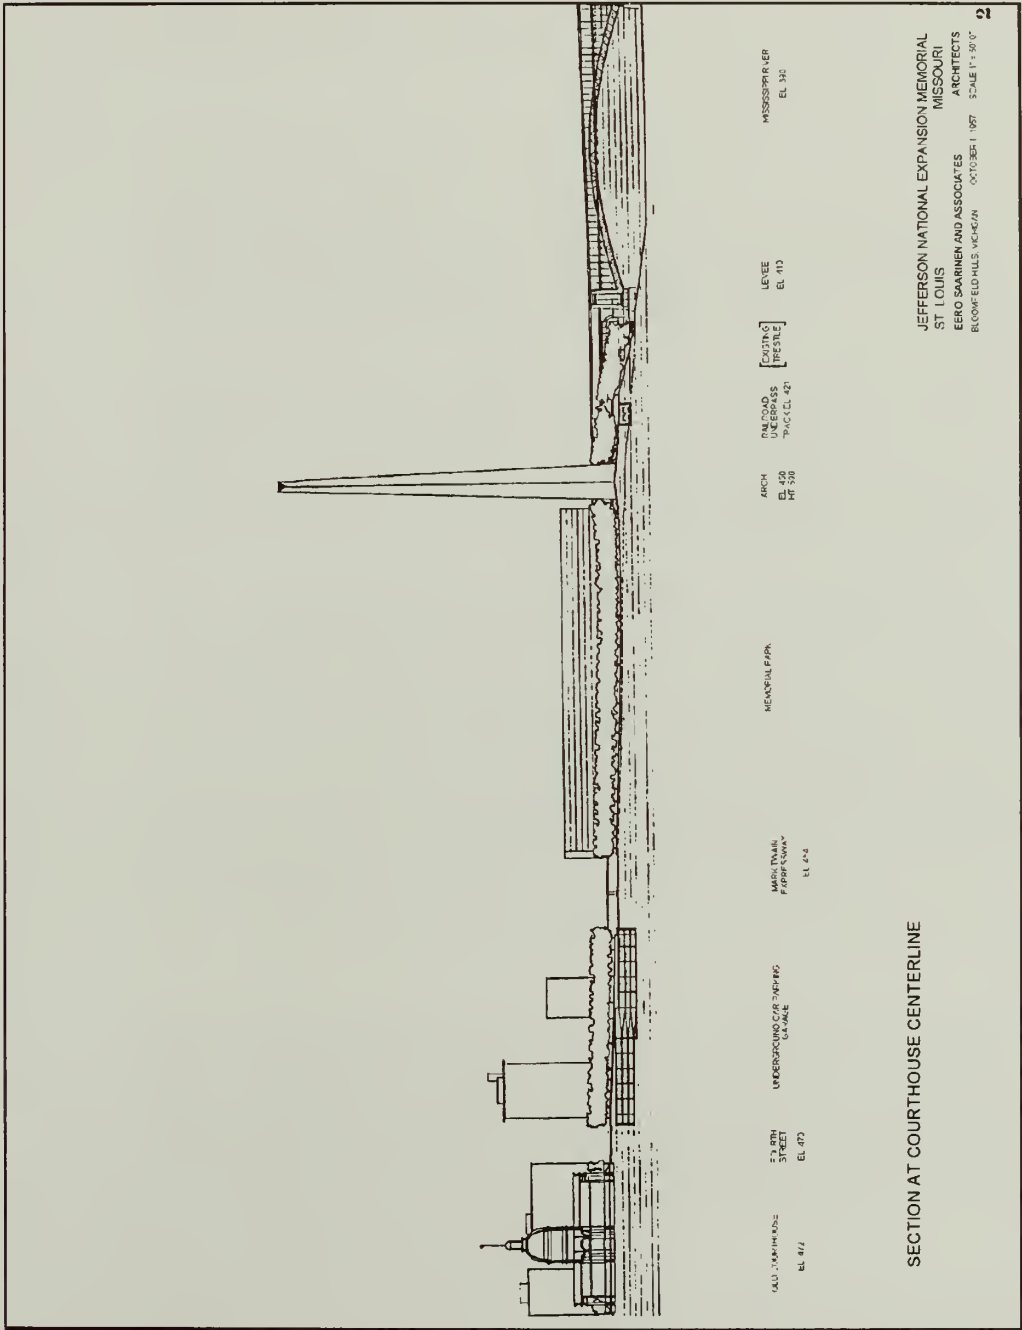 OLD COURTHOUSE
EL 472
FOURTH
STREET
EL 473
UNDERGROUND CAR PARKING
GARAGE
MARK TWAIN
EXPRESSWAY
MEMORIAL PARK
ARCH
EL 450
HT 590
RAILROAD
UNDERPASS
TRACK EL 421
[EXISTING
TRESTLE]
LEVEE
EL 410
MISSISSIPPI RIVER
EL 390
SECTION AT COURTHOUSE CENTERLINE
JEFFERSON NATIONAL EXPANSION MEMORIAL
ST LOUIS MISSOURI
EERO SAARINEN AND ASSOCIATES ARCHITECTS
BLOOMFIELD HILLS, MICHIGAN OCTOBER 1 1957 SCALE 1" = 50'0"